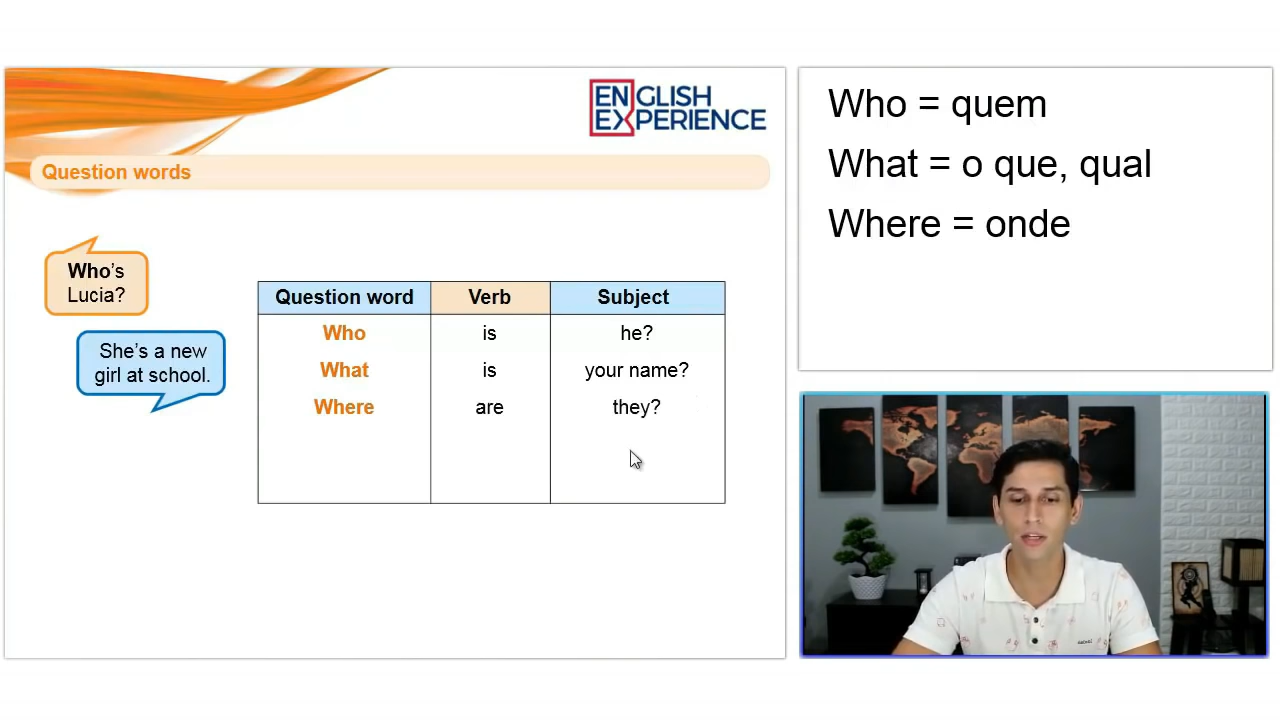 ENGLISH
EXPERIENCE
Question words
Who's
Lucia?
She's a new
girl at school.
Question word Verb Subject
Who is he?
What is your name?
Where are they?
Who = quem
What = o que, qual
Where = onde